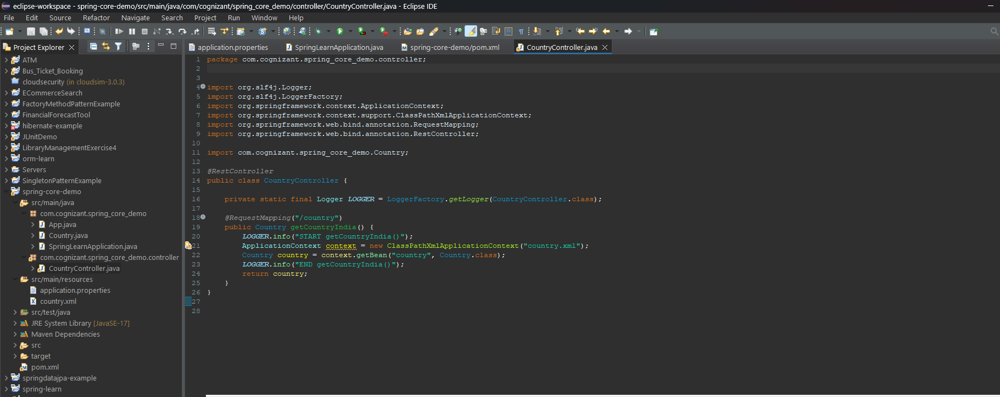 eclipse-workspace - spring-core-demo/src/main/java/com/cognizant/spring_core_demo/controller/CountryController.java - Eclipse IDE
File Edit Source Refactor Navigate Search Project Run Window Help
Project Explorer
application.properties SpringLearnApplication.java spring-core-demo/pom.xml CountryController.java
ATM
Bus_Ticket_Booking
cloudsecurity (in cloudsim-3.0.3)
ECommerceSearch
FactoryMethodPatternExample
FinancialForecastTool
hibernate-example
JUnitDemo
LibraryManagementExercise4
orm-learn
Servers
SingletonPatternExample
spring-core-demo
src/main/java
com.cognizant.spring_core_demo
App.java
Country.java
SpringLearnApplication.java
com.cognizant.spring_core_demo.controller
CountryController.java
src/main/resources
application.properties
country.xml
src/test/java
JRE System Library [JavaSE-17]
Maven Dependencies
src
target
pom.xml
springdatajpa-example
spring-learn
1 package com.cognizant.spring_core_demo.controller;
2
3
4 import org.slf4j.Logger;
5 import org.slf4j.LoggerFactory;
6 import org.springframework.context.ApplicationContext;
7 import org.springframework.context.support.ClassPathXmlApplicationContext;
8 import org.springframework.web.bind.annotation.RequestMapping;
9 import org.springframework.web.bind.annotation.RestController;
10
11 import com.cognizant.spring_core_demo.Country;
12
13 @RestController
14 public class CountryController {
15
16     private static final Logger LOGGER = LoggerFactory.getLogger(CountryController.class);
17
18     @RequestMapping("/country")
19     public Country getCountryIndia() {
20         LOGGER.info("START getCountryIndia()");
21         ApplicationContext context = new ClassPathXmlApplicationContext("country.xml");
22         Country country = context.getBean("country", Country.class);
23         LOGGER.info("END getCountryIndia()");
24         return country;
25     }
26 }
27
28